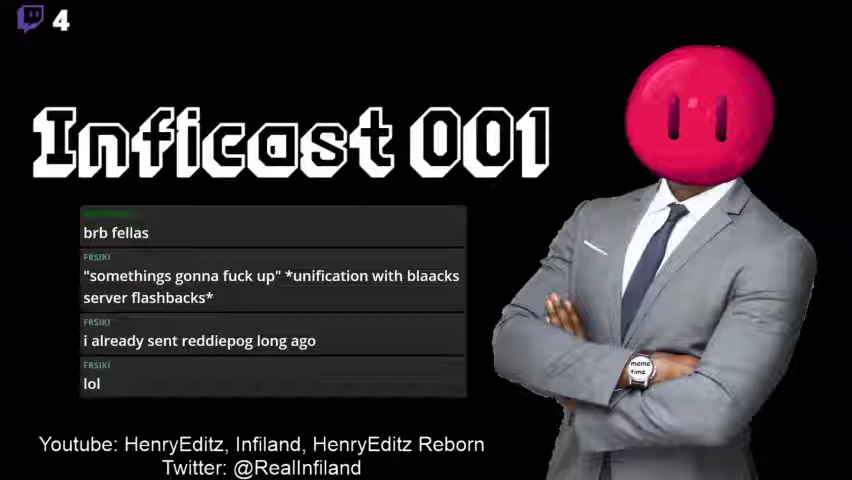 4
Inficast 001
brb fellas
FRSIKI
"somethings gonna fuck up" *unification with blaacks
server flashbacks*
FRSIKI
i already sent reddiepog long ago
FRSIKI
lol
meme
time
Youtube: HenryEditz, Infiland, HenryEditz Reborn
Twitter: @RealInfiland